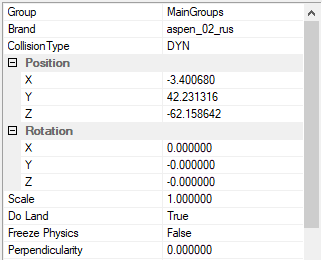 Group MainGroups
Brand aspen_02_rus
CollisionType DYN
Position
X -3.400680
Y 42.231316
Z -62.158642
Rotation
X 0.000000
Y -0.000000
Z -0.000000
Scale 1.000000
Do Land True
Freeze Physics False
Perpendicularity 0.000000